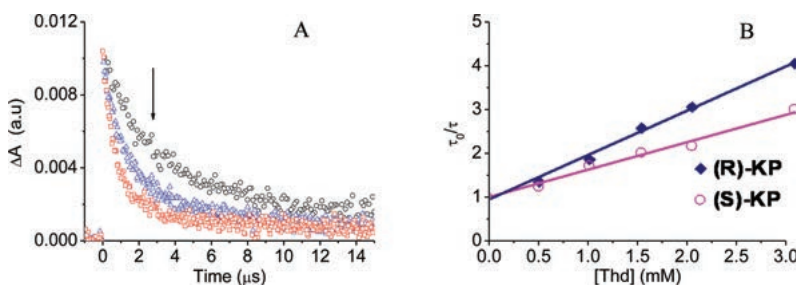 A
ΔA (a.u)
0.012
0.008
0.004
0.000
0 2 4 6 8 10 12 14
Time (μs)
B
τ₀/τ
5
4
3
2
1
0
(R)-KP
(S)-KP
0.0 0.5 1.0 1.5 2.0 2.5 3.0
[Thd] (mM)